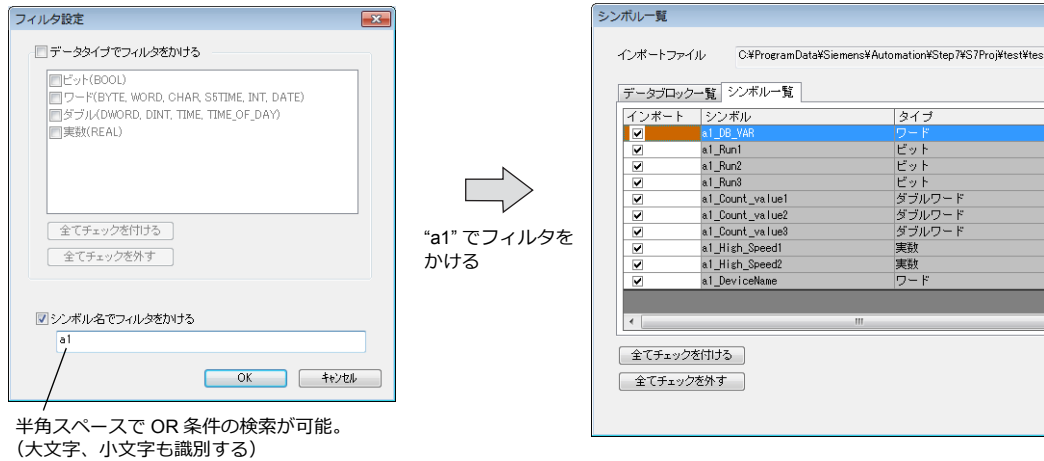 フィルタ設定
データタイプでフィルタをかける
ビット(BOOL)
ワード(BYTE, WORD, CHAR, S5TIME, INT, DATE)
ダブル(DWORD, DINT, TIME, TIME_OF_DAY)
実数(REAL)
全てチェックを付ける
全てチェックを外す
シンボル名でフィルタをかける
a1
OK キャンセル
半角スペースで OR 条件の検索が可能。
（大文字、小文字も識別する）
“a1” でフィルタを
かける
シンボル一覧
インポートファイル C:¥ProgramData¥Siemens¥Automation¥Step7¥S7Proj¥test¥tes
データブロック一覧 シンボル一覧
インポート シンボル タイプ
a1_DB_VAR ワード
a1_Run1 ビット
a1_Run2 ビット
a1_Run3 ビット
a1_Count_value1 ダブルワード
a1_Count_value2 ダブルワード
a1_Count_value3 ダブルワード
a1_High_Speed1 実数
a1_High_Speed2 実数
a1_DeviceName ワード
全てチェックを付ける
全てチェックを外す